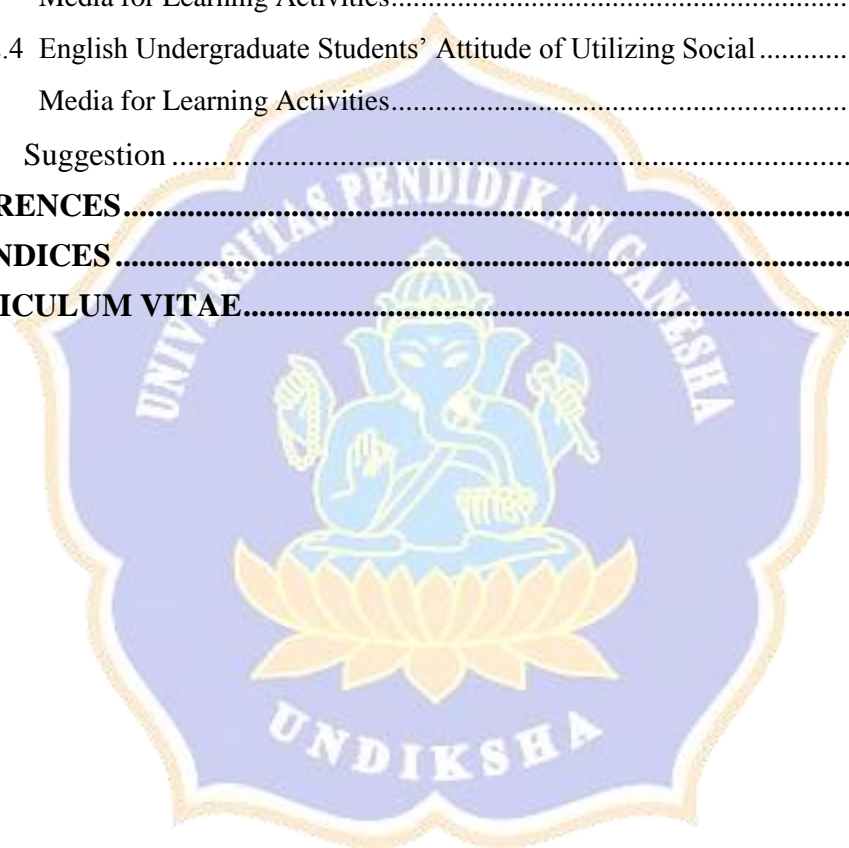 Media for Learning Activities..........................................................
.4 English Undergraduate Students’ Attitude of Utilizing Social.............
Media for Learning Activities..........................................................
Suggestion......................................................................................
RENCES..........................................................................................
NDICES...........................................................................................
ICULUM VITAE...........................................................................
UNIVERSITAS PENDIDIKAN GANESHA
UNDIKSHA